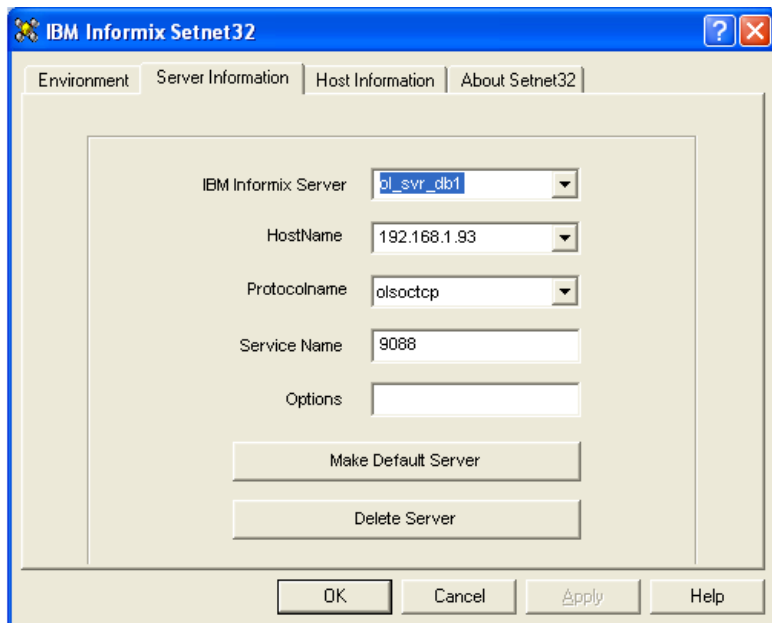 IBM Informix Setnet32
Environment Server Information Host Information About Setnet32
IBM Informix Server ol_svr_db1
HostName 192.168.1.93
Protocolname olsoctcp
Service Name 9088
Options
Make Default Server
Delete Server
OK Cancel Apply Help